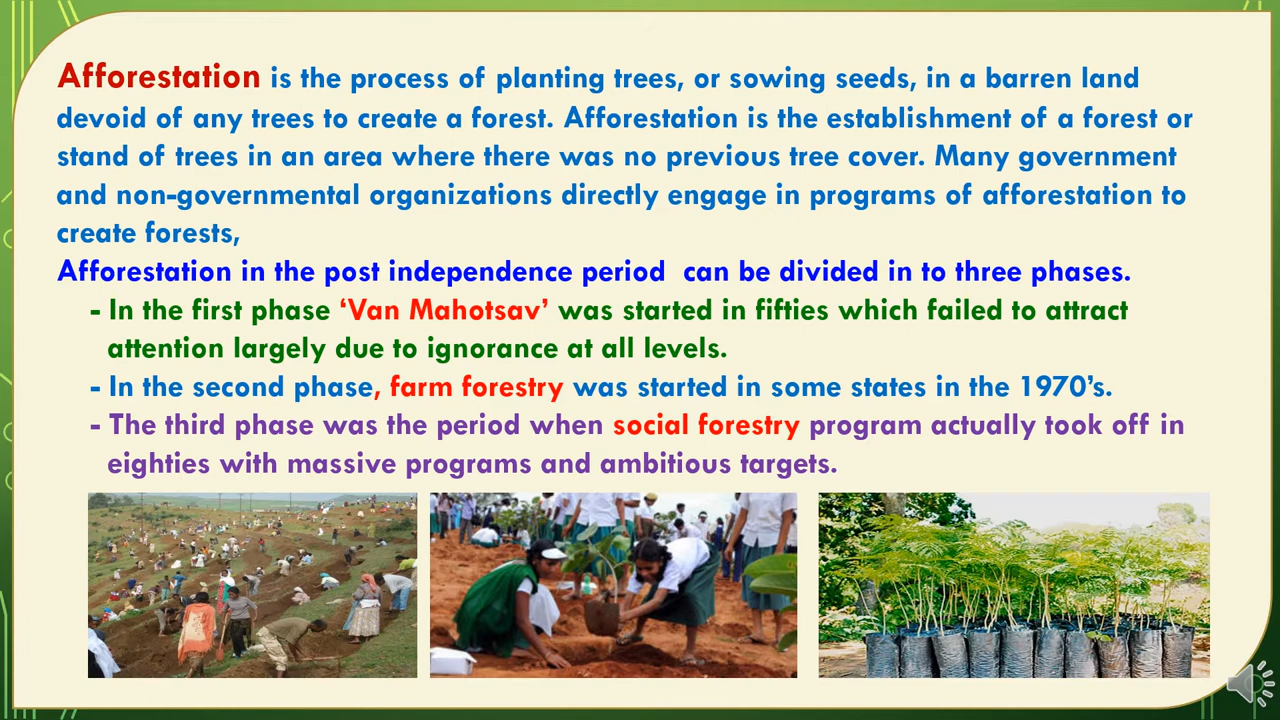 Afforestation is the process of planting trees, or sowing seeds, in a barren land
devoid of any trees to create a forest. Afforestation is the establishment of a forest or
stand of trees in an area where there was no previous tree cover. Many government
and non-governmental organizations directly engage in programs of afforestation to
create forests,
Afforestation in the post independence period  can be divided in to three phases.
- In the first phase ‘Van Mahotsav’ was started in fifties which failed to attract
attention largely due to ignorance at all levels.
- In the second phase, farm forestry was started in some states in the 1970’s.
- The third phase was the period when social forestry program actually took off in
eighties with massive programs and ambitious targets.